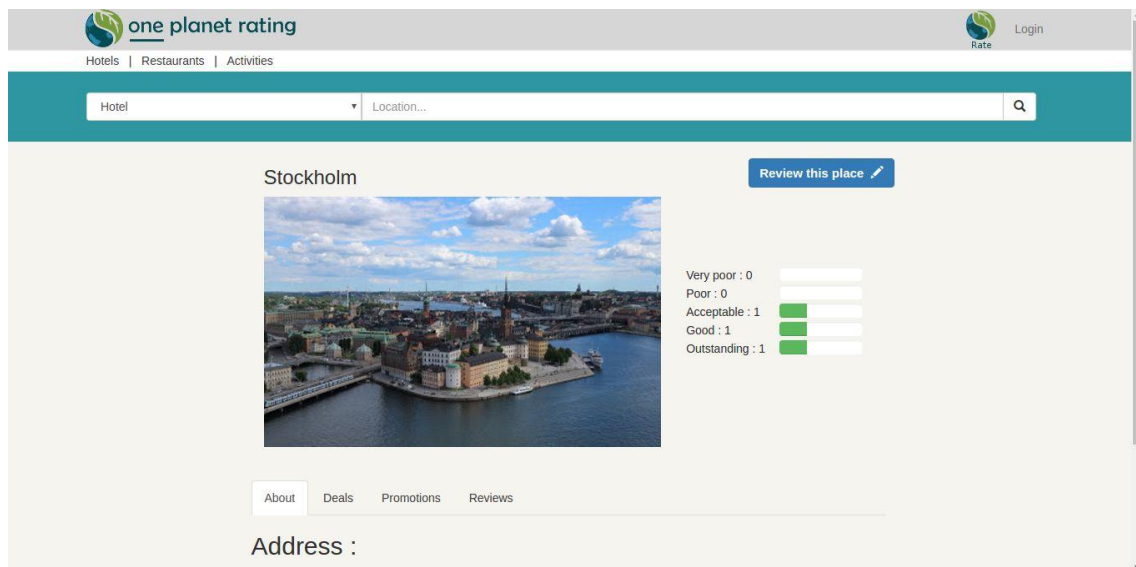 one planet rating
Rate
Login
Hotels | Restaurants | Activities
Hotel
Location...
Stockholm
Review this place
Very poor : 0
Poor : 0
Acceptable : 1
Good : 1
Outstanding : 1
About Deals Promotions Reviews
Address :